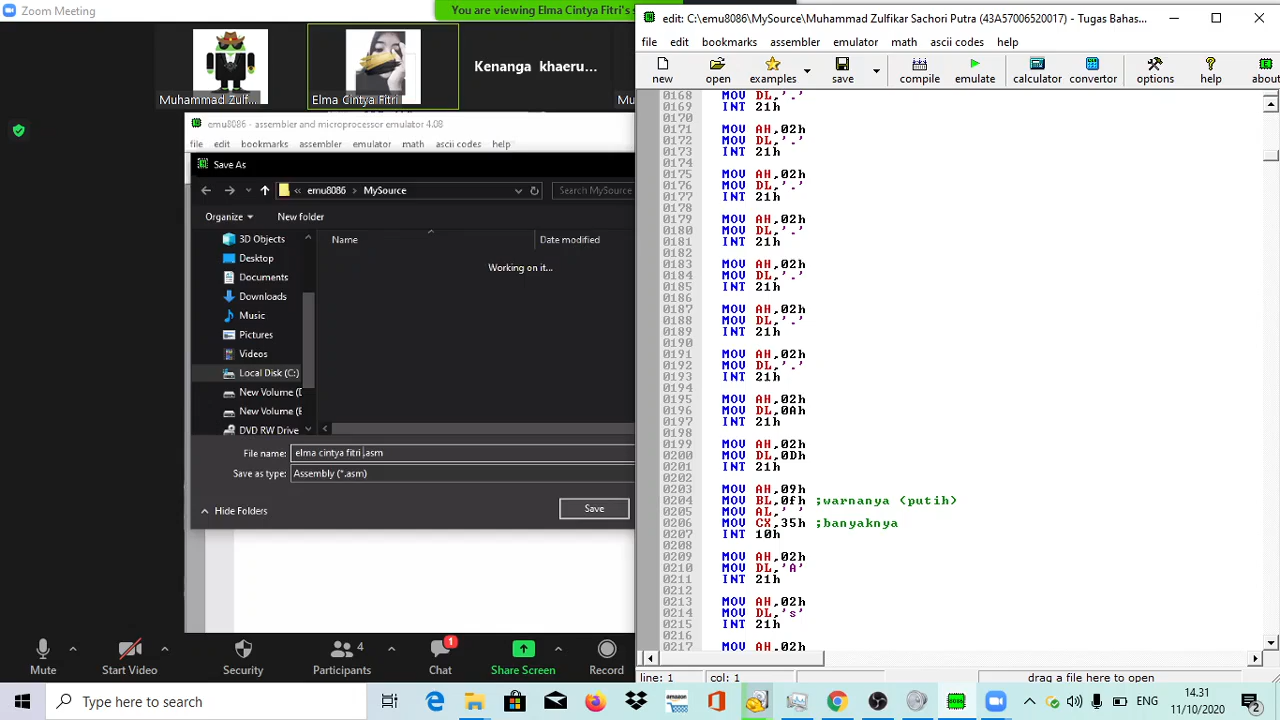 Zoom Meeting
You are viewing Elma Cintya Fitri's s
Muhammad Zulf...
Elma Cintya Fitri
Kenanga khaeru...
Mu
emu8086 - assembler and microprocessor emulator 4.08
file edit bookmarks assembler emulator math ascii codes help
Save As
« emu8086 > MySource
Search MySource
Organize
New folder
3D Objects
Desktop
Documents
Downloads
Music
Pictures
Videos
Local Disk (C:)
New Volume (D
New Volume (E
DVD RW Drive
Name
Date modified
Working on it...
File name: elma cintya fitri .asm
Save as type: Assembly (*.asm)
Hide Folders
Save
Mute
Start Video
Security
4
Participants
1
Chat
Share Screen
Record
edit: C:\emu8086\MySource\Muhammad Zulfikar Sachori Putra (43A57006520017) - Tugas Bahas...
file edit bookmarks assembler emulator math ascii codes help
new open examples save compile emulate calculator convertor options help about
0168 MOV DL,'.'
0169 INT 21h
0170
0171 MOV AH,02h
0172 MOV DL,'.'
0173 INT 21h
0174
0175 MOV AH,02h
0176 MOV DL,'.'
0177 INT 21h
0178
0179 MOV AH,02h
0180 MOV DL,'.'
0181 INT 21h
0182
0183 MOV AH,02h
0184 MOV DL,'.'
0185 INT 21h
0186
0187 MOV AH,02h
0188 MOV DL,'.'
0189 INT 21h
0190
0191 MOV AH,02h
0192 MOV DL,'.'
0193 INT 21h
0194
0195 MOV AH,02h
0196 MOV DL,0Ah
0197 INT 21h
0198
0199 MOV AH,02h
0200 MOV DL,0Dh
0201 INT 21h
0202
0203 MOV AH,09h
0204 MOV BL,0fh ;warnanya (putih)
0205 MOV AL,' '
0206 MOV CX,35h ;banyaknya
0207 INT 10h
0208
0209 MOV AH,02h
0210 MOV DL,'A'
0211 INT 21h
0212
0213 MOV AH,02h
0214 MOV DL,'s'
0215 INT 21h
0216
0217 MOV AH,02h
line: 1
col: 1
drag a file here to open
Type here to search
ENG
14.31
11/10/2020
2